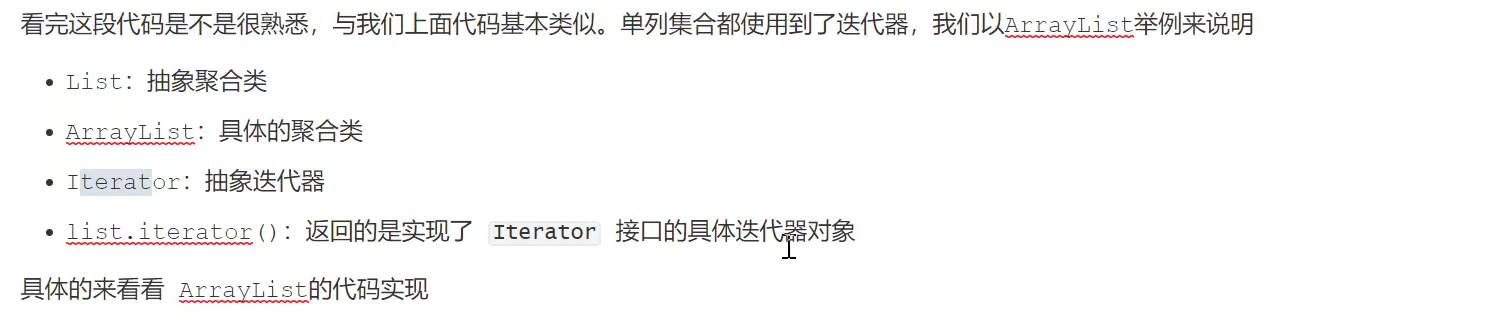 看完这段代码是不是很熟悉，与我们上面代码基本类似。单列集合都使用到了迭代器，我们以ArrayList举例来说明
• List：抽象聚合类
• ArrayList：具体的聚合类
• Iterator：抽象迭代器
• list.iterator()：返回的是实现了 Iterator 接口的具体迭代器对象
具体的来看看 ArrayList的代码实现